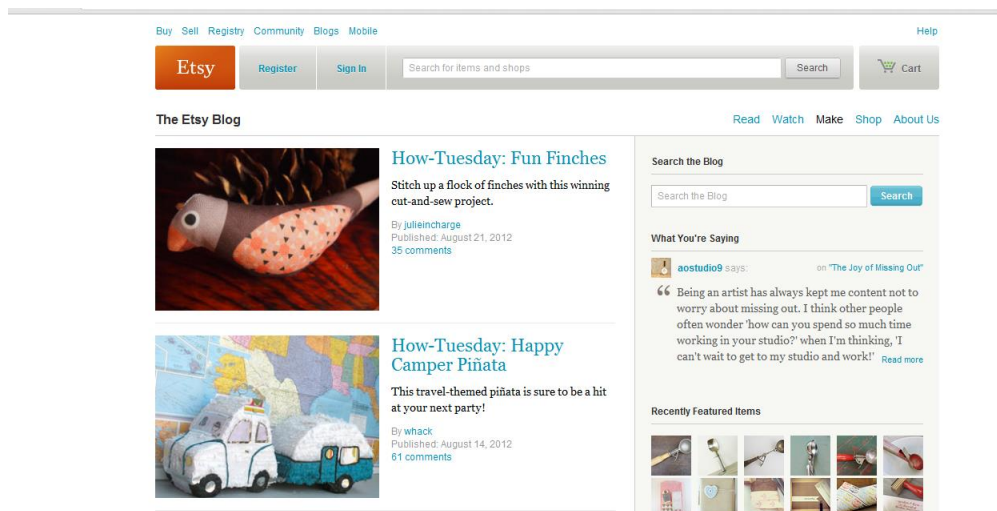 Buy Sell Registry Community Blogs Mobile
Help
Etsy
Register
Sign In
Search for items and shops
Search
Cart
The Etsy Blog
Read Watch Make Shop About Us
How-Tuesday: Fun Finches
Stitch up a flock of finches with this winning
cut-and-sew project.
By julieincharge
Published: August 21, 2012
35 comments
How-Tuesday: Happy
Camper Piñata
This travel-themed piñata is sure to be a hit
at your next party!
By whack
Published: August 14, 2012
61 comments
Search the Blog
Search the Blog
Search
What You're Saying
aostudio9 says:
on "The Joy of Missing Out"
“ Being an artist has always kept me content not to
worry about missing out. I think other people
often wonder 'how can you spend so much time
working in your studio?' when I'm thinking, 'I
can't wait to get to my studio and work!' Read more
Recently Featured Items